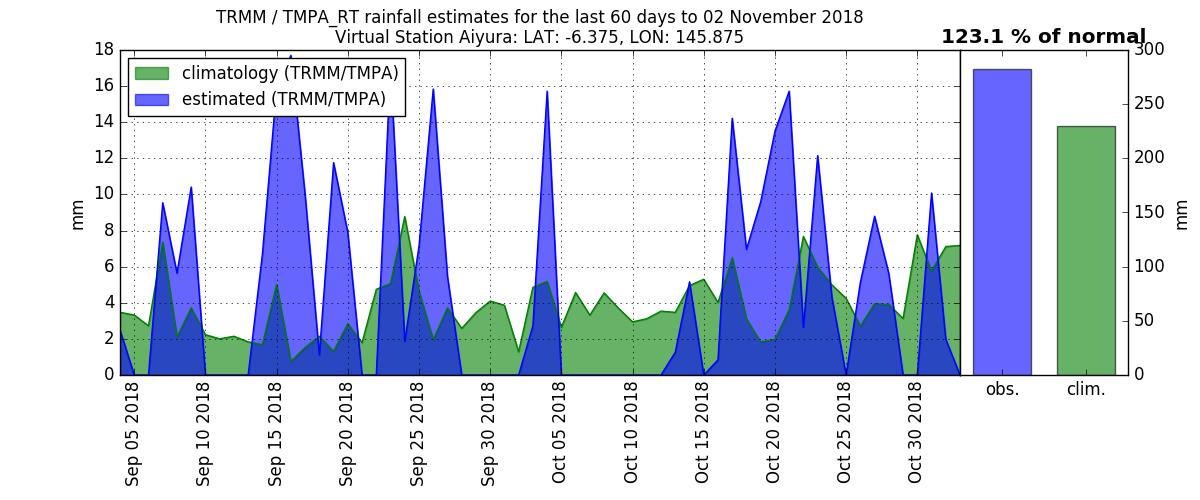 TRMM / TMPA_RT rainfall estimates for the last 60 days to 02 November 2018
Virtual Station Aiyura: LAT: -6.375, LON: 145.875
123.1 % of normal
climatology (TRMM/TMPA)
estimated (TRMM/TMPA)
mm
18
16
14
12
10
8
6
4
2
0
Sep 05 2018
Sep 10 2018
Sep 15 2018
Sep 20 2018
Sep 25 2018
Sep 30 2018
Oct 05 2018
Oct 10 2018
Oct 15 2018
Oct 20 2018
Oct 25 2018
Oct 30 2018
obs.
clim.
300
250
200
150
100
50
0
mm